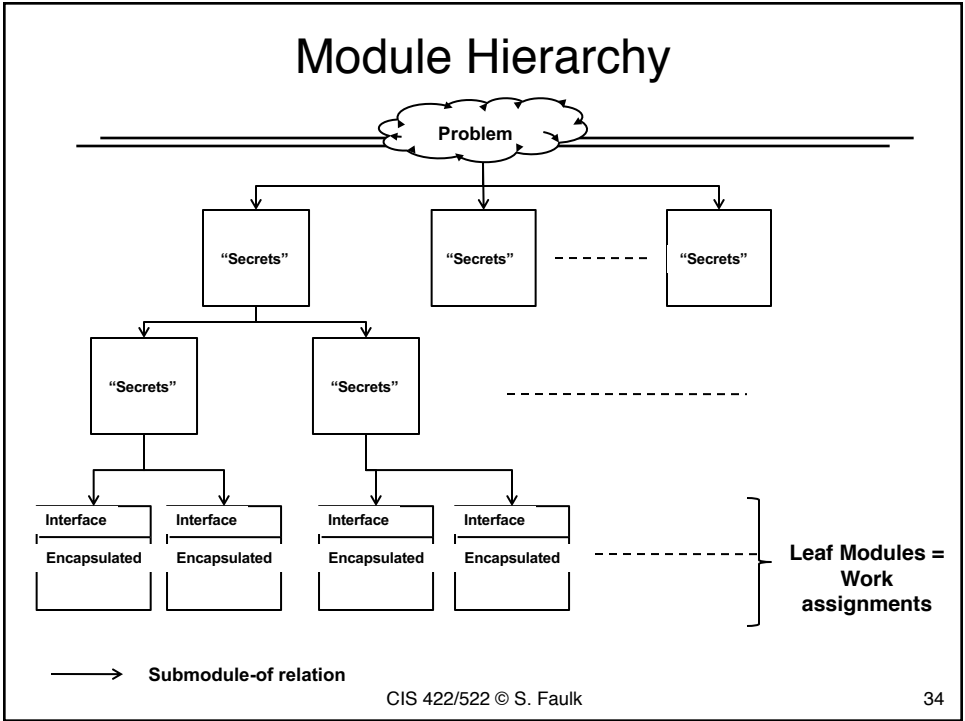 Module Hierarchy
Problem
“Secrets”
“Secrets”
“Secrets”
“Secrets”
“Secrets”
Interface
Encapsulated
Interface
Encapsulated
Interface
Encapsulated
Interface
Encapsulated
Leaf Modules =
Work
assignments
Submodule-of relation
CIS 422/522 © S. Faulk
34